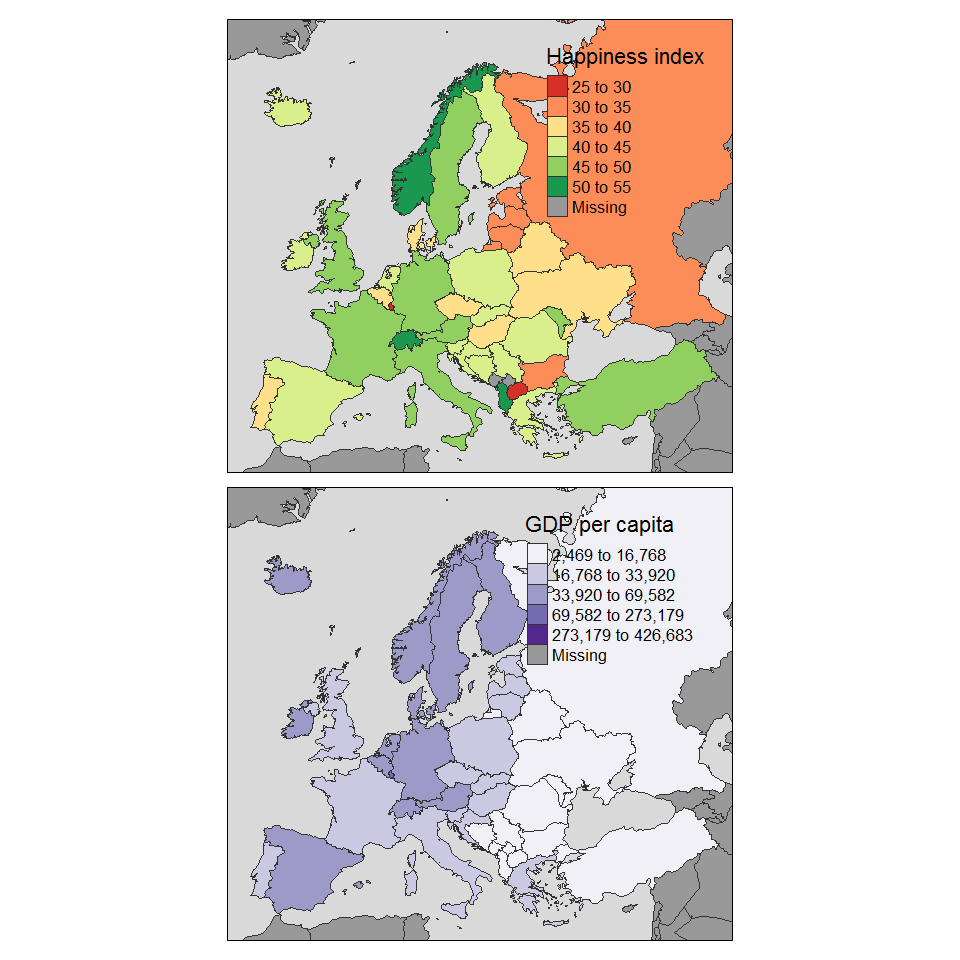 Happiness index
25 to 30
30 to 35
35 to 40
40 to 45
45 to 50
50 to 55
Missing
GDP per capita
2,469 to 16,768
16,768 to 33,920
33,920 to 69,582
69,582 to 273,179
273,179 to 426,683
Missing